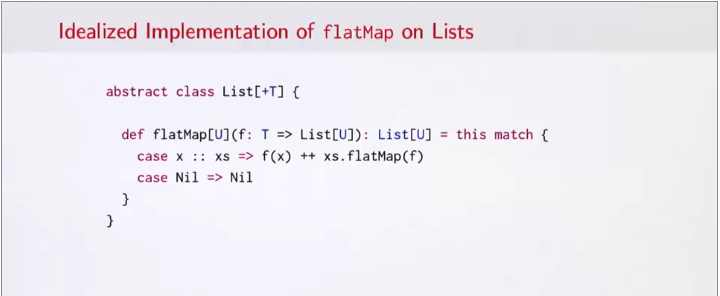 Idealized Implementation of flatMap on Lists
abstract class List[+T] {
def flatMap[U](f: T => List[U]): List[U] = this match {
case x :: xs => f(x) ++ xs.flatMap(f)
case Nil => Nil
}
}